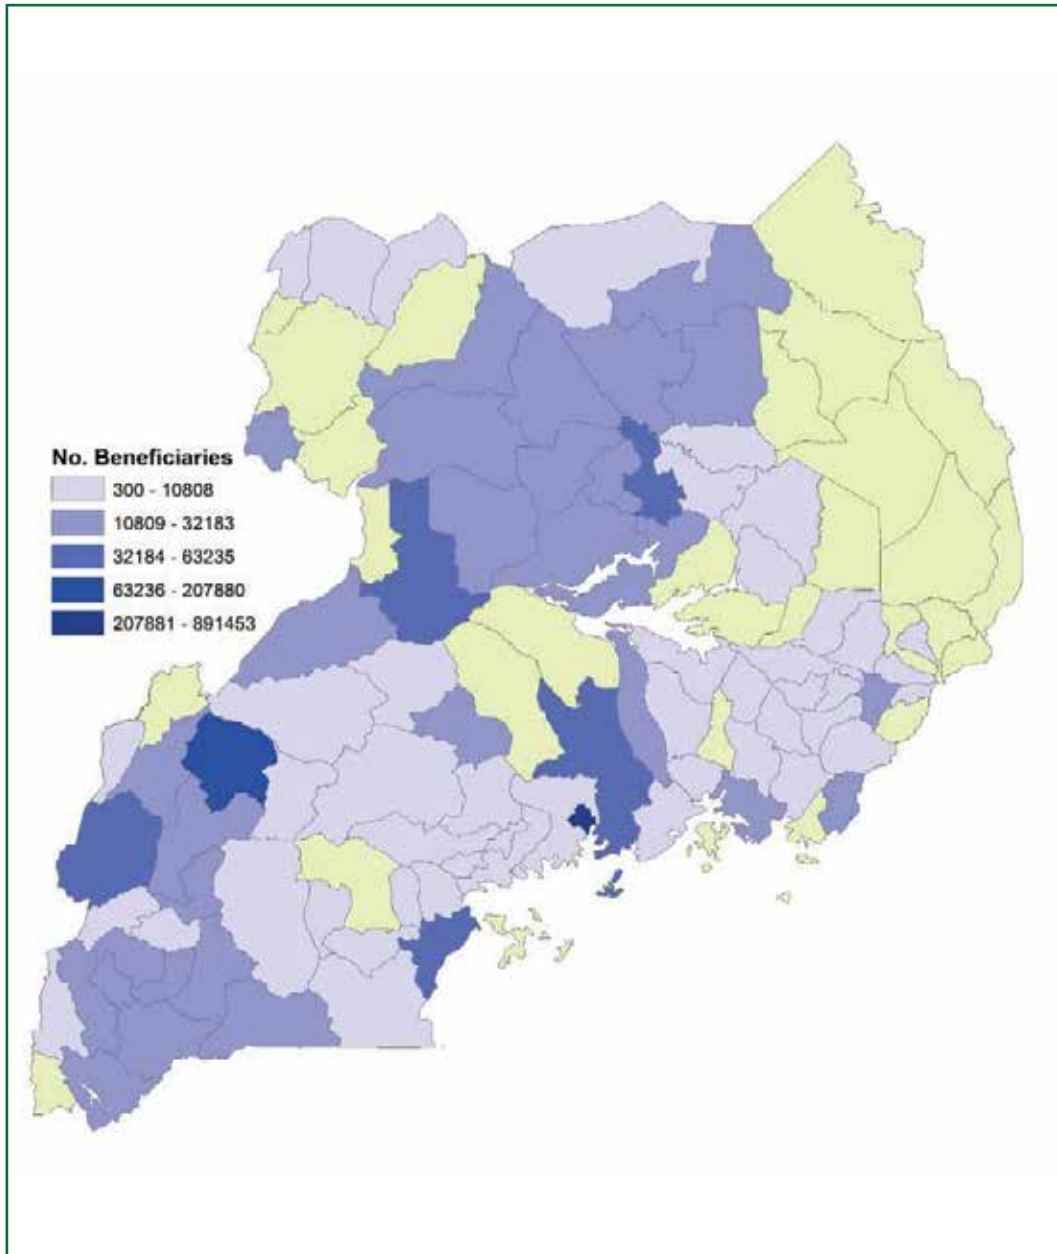 No. Beneficiaries
300 - 10808
10809 - 32183
32184 - 63235
63236 - 207880
207881 - 891453